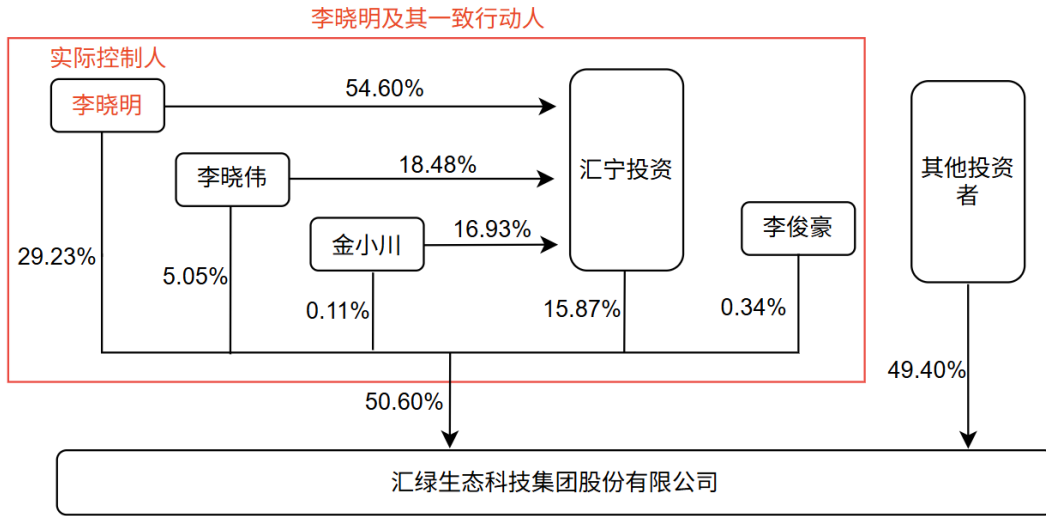 李晓明及其一致行动人
实际控制人
李晓明
54.60%
李晓伟
18.48%
金小川
16.93%
汇宁投资
李俊豪
其他投资
者
29.23%
5.05%
0.11%
15.87%
0.34%
50.60%
49.40%
汇绿生态科技集团股份有限公司